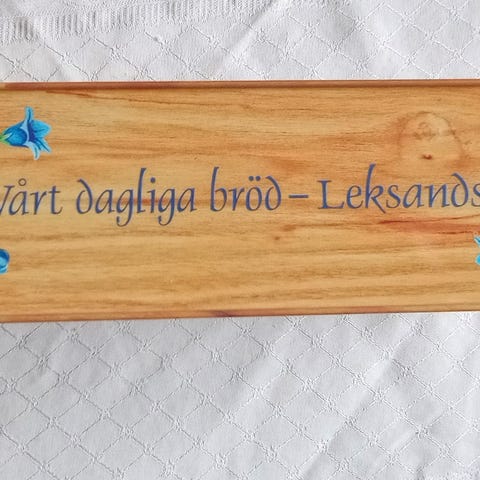 Vårt dagliga bröd – Leksands